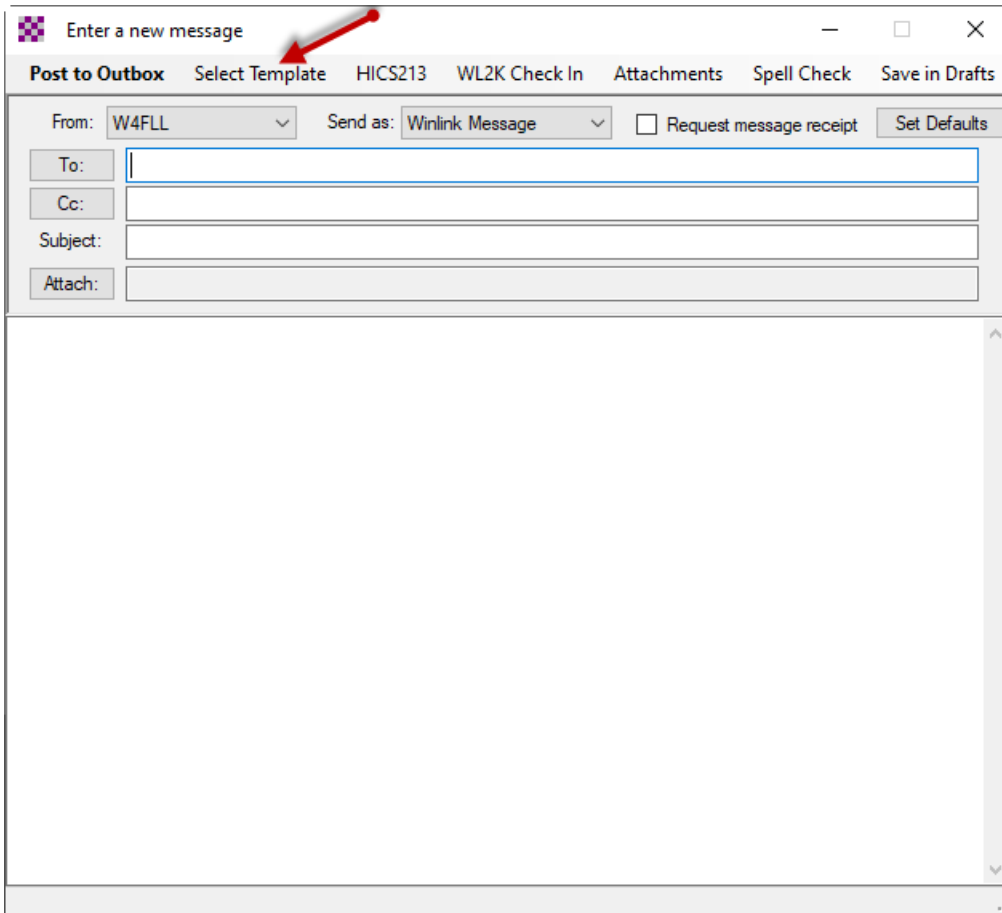 Enter a new message
Post to Outbox Select Template HICS213 WL2K Check In Attachments Spell Check Save in Drafts
From: W4FLL Send as: Winlink Message Request message receipt Set Defaults
To:
Cc:
Subject:
Attach: